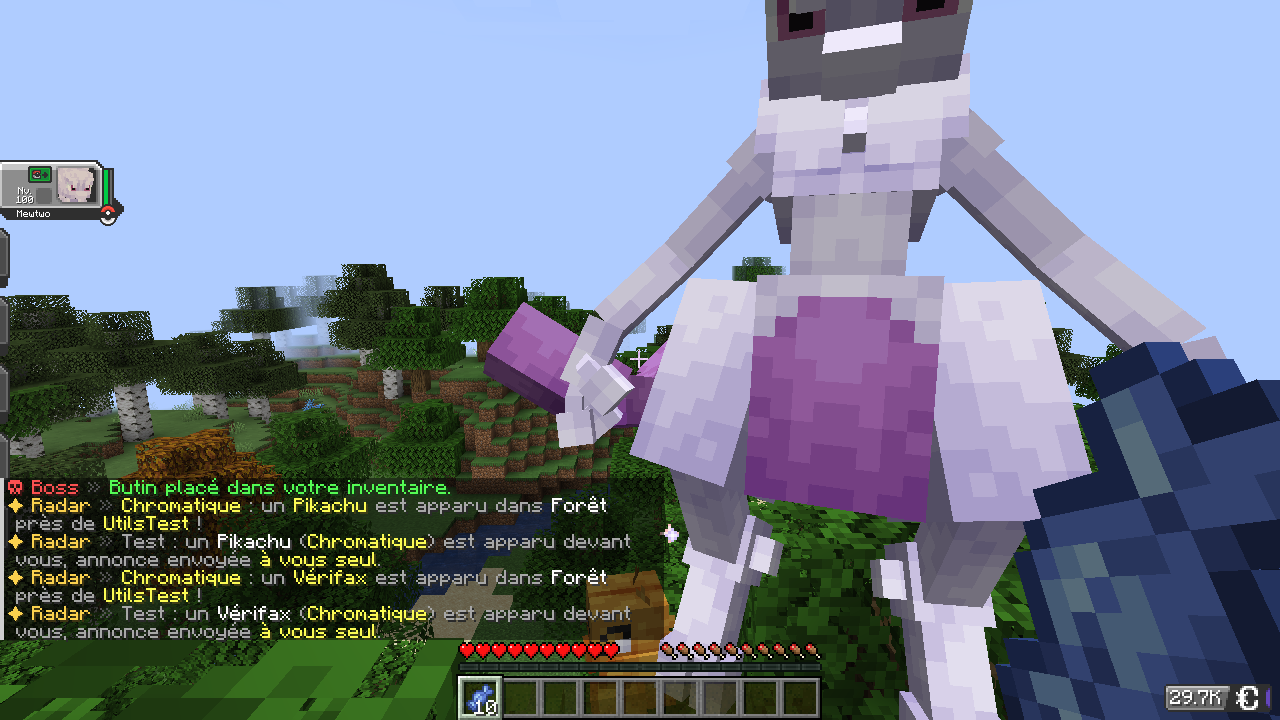 Nv.
100
Mewtwo
Boss » Butin placé dans votre inventaire.
Radar » Chromatique : un Pikachu est apparu dans Forêt
près de UtilsTest !
Radar » Test : un Pikachu (Chromatique) est apparu devant
vous, annonce envoyée à vous seul.
Radar » Chromatique : un Vérifax est apparu dans Forêt
près de UtilsTest !
Radar » Test : un Vérifax (Chromatique) est apparu devant
vous, annonce envoyée à vous seul.
10
29.7K €